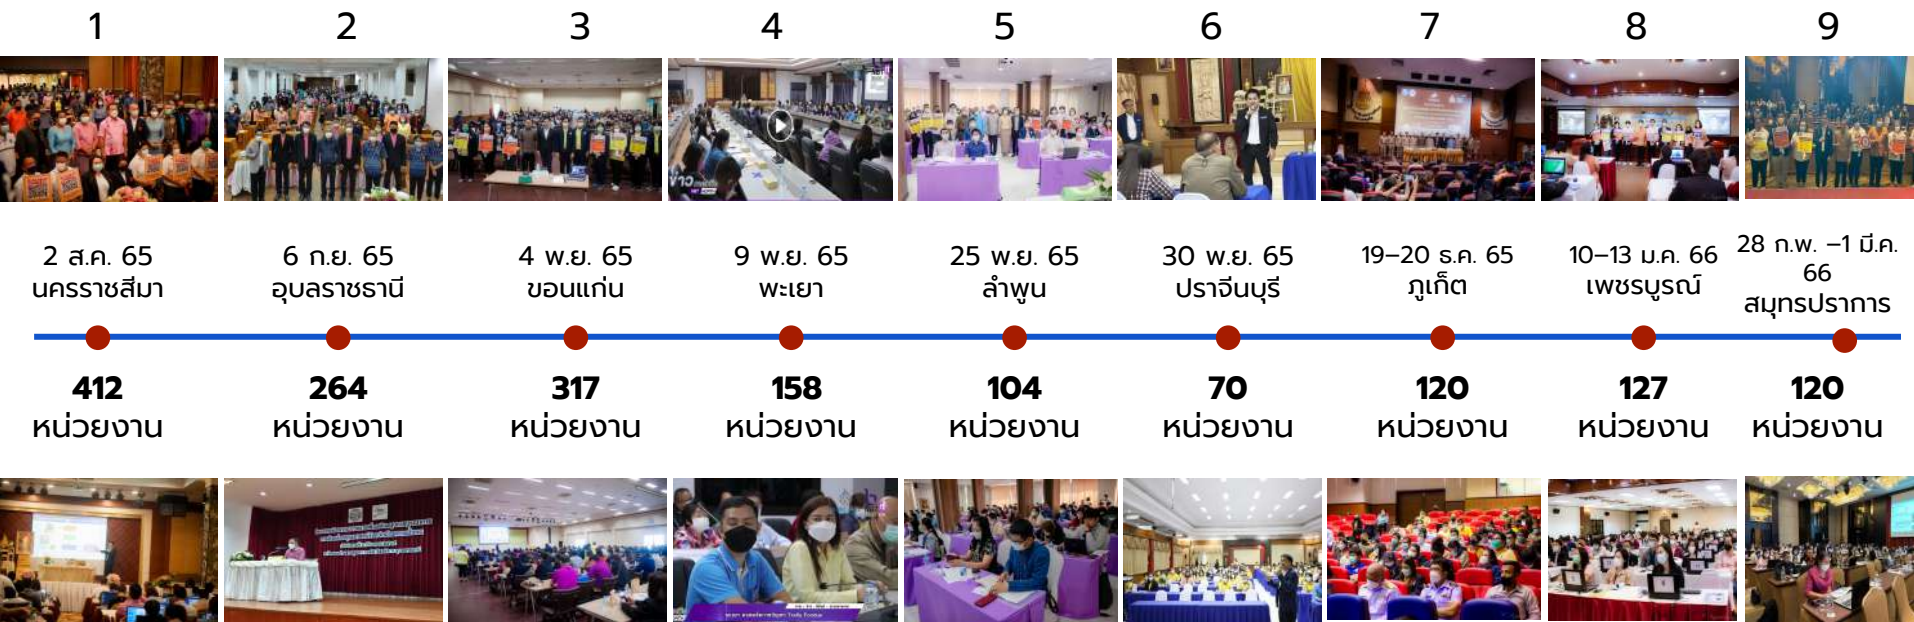 1
2
3
4
5
6
7
8
9
2 ส.ค. 65
นครราชสีมา
6 ก.ย. 65
อุบลราชธานี
4 พ.ย. 65
ขอนแก่น
9 พ.ย. 65
พะเยา
25 พ.ย. 65
ลำพูน
30 พ.ย. 65
ปราจีนบุรี
19–20 ธ.ค. 65
ภูเก็ต
10–13 ม.ค. 66
เพชรบูรณ์
28 ก.พ. –1 มี.ค.
66
สมุทรปราการ
412
หน่วยงาน
264
หน่วยงาน
317
หน่วยงาน
158
หน่วยงาน
104
หน่วยงาน
70
หน่วยงาน
120
หน่วยงาน
127
หน่วยงาน
120
หน่วยงาน